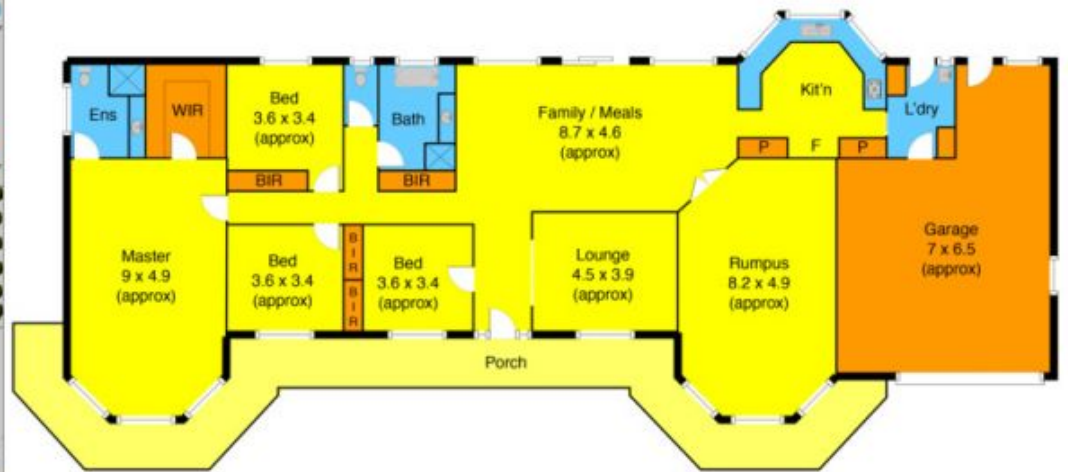 Ens
WIR
Bed
3.6 x 3.4
(approx)
BIR
Bath
BIR
Family / Meals
8.7 x 4.6
(approx)
Kit'n
P
F
P
L'dry
Master
9 x 4.9
(approx)
Bed
3.6 x 3.4
(approx)
B
I
R
B
I
R
Bed
3.6 x 3.4
(approx)
Lounge
4.5 x 3.9
(approx)
Rumpus
8.2 x 4.9
(approx)
Garage
7 x 6.5
(approx)
Porch